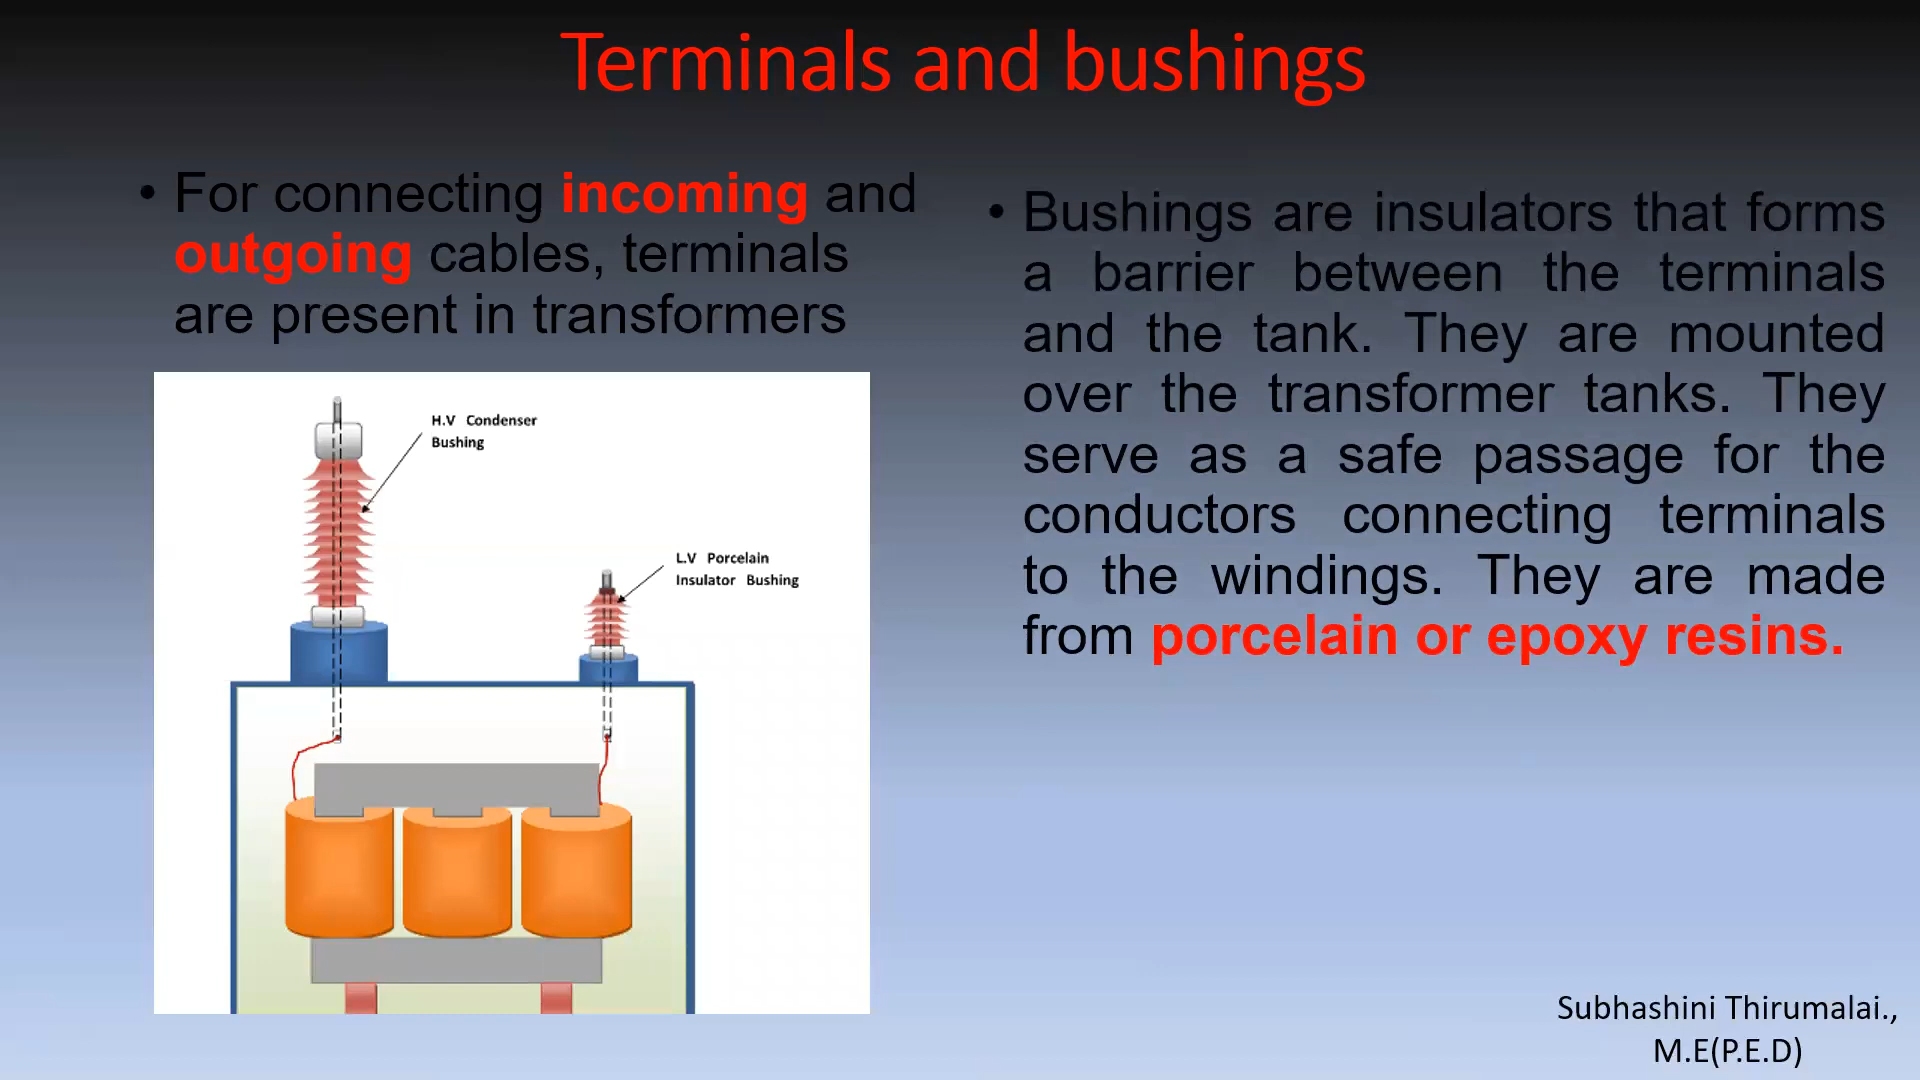 Terminals and bushings
• For connecting incoming and
outgoing cables, terminals
are present in transformers
H.V Condenser
Bushing
L.V Porcelain
Insulator Bushing
• Bushings are insulators that forms
a barrier between the terminals
and the tank. They are mounted
over the transformer tanks. They
serve as a safe passage for the
conductors connecting terminals
to the windings. They are made
from porcelain or epoxy resins.
Subhashini Thirumalai.,
M.E(P.E.D)